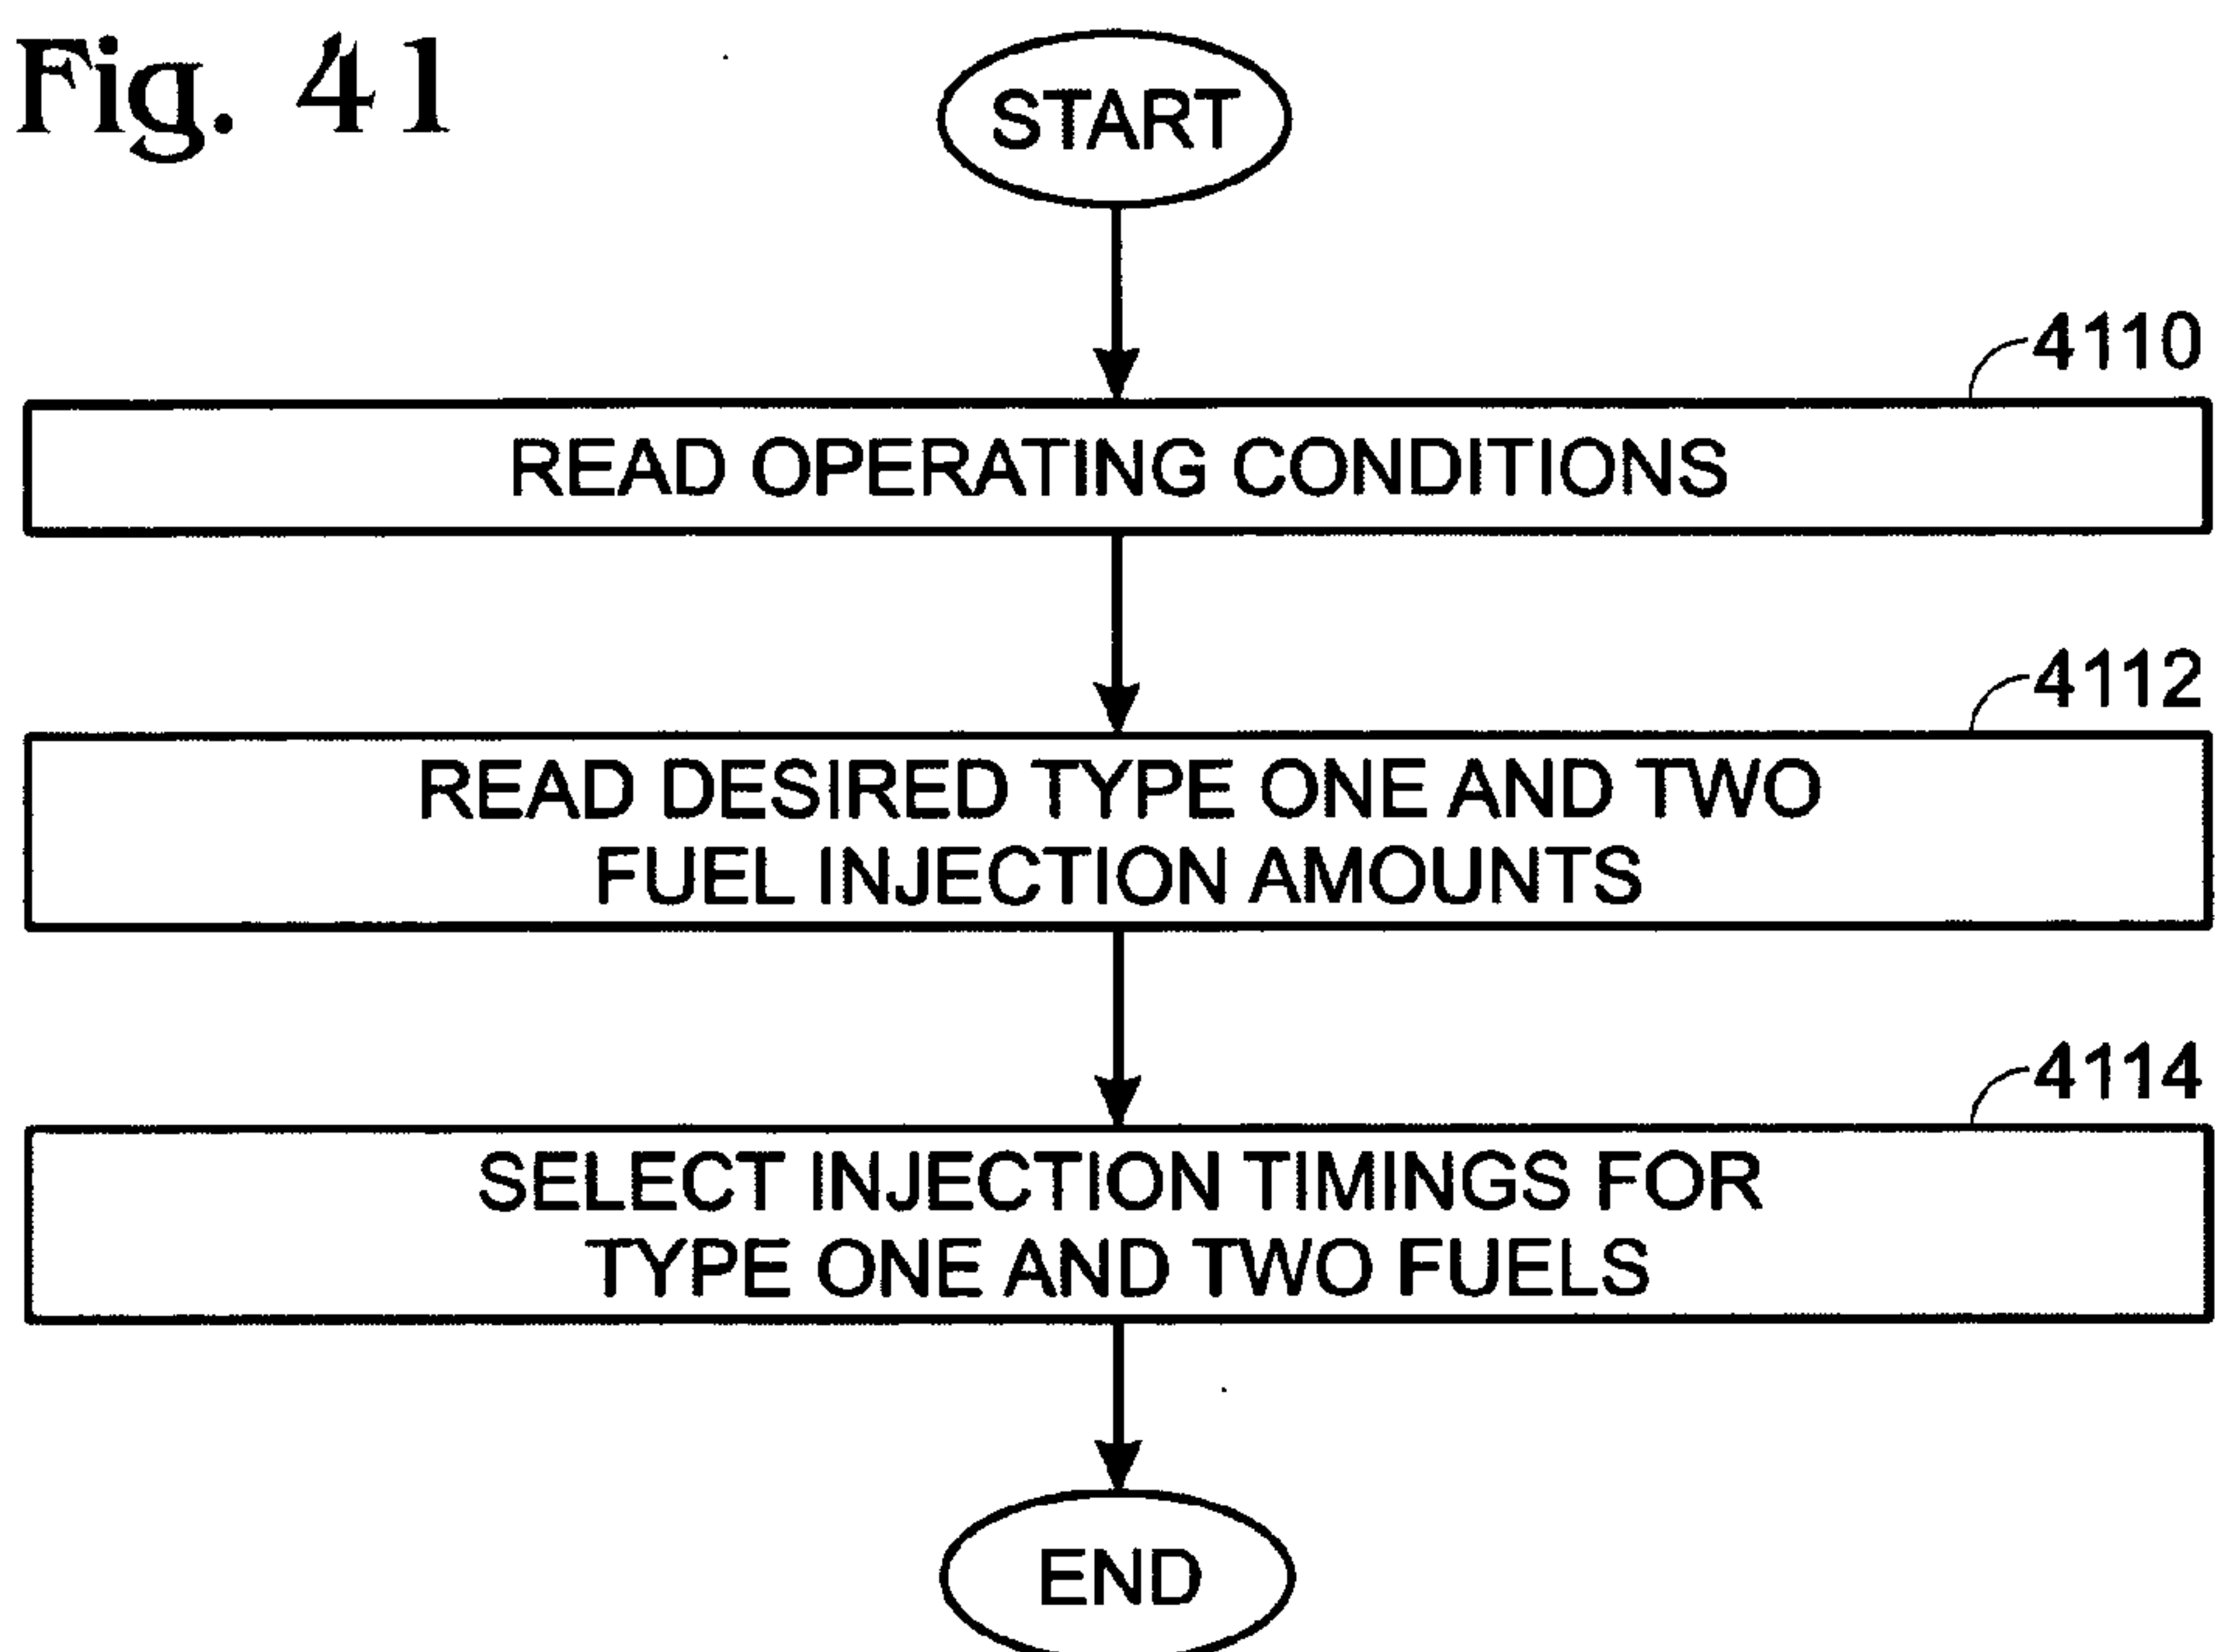 Fig. 41
START
4110
READ OPERATING CONDITIONS
4112
READ DESIRED TYPE ONE AND TWO
FUEL INJECTION AMOUNTS
4114
SELECT INJECTION TIMINGS FOR
TYPE ONE AND TWO FUELS
END